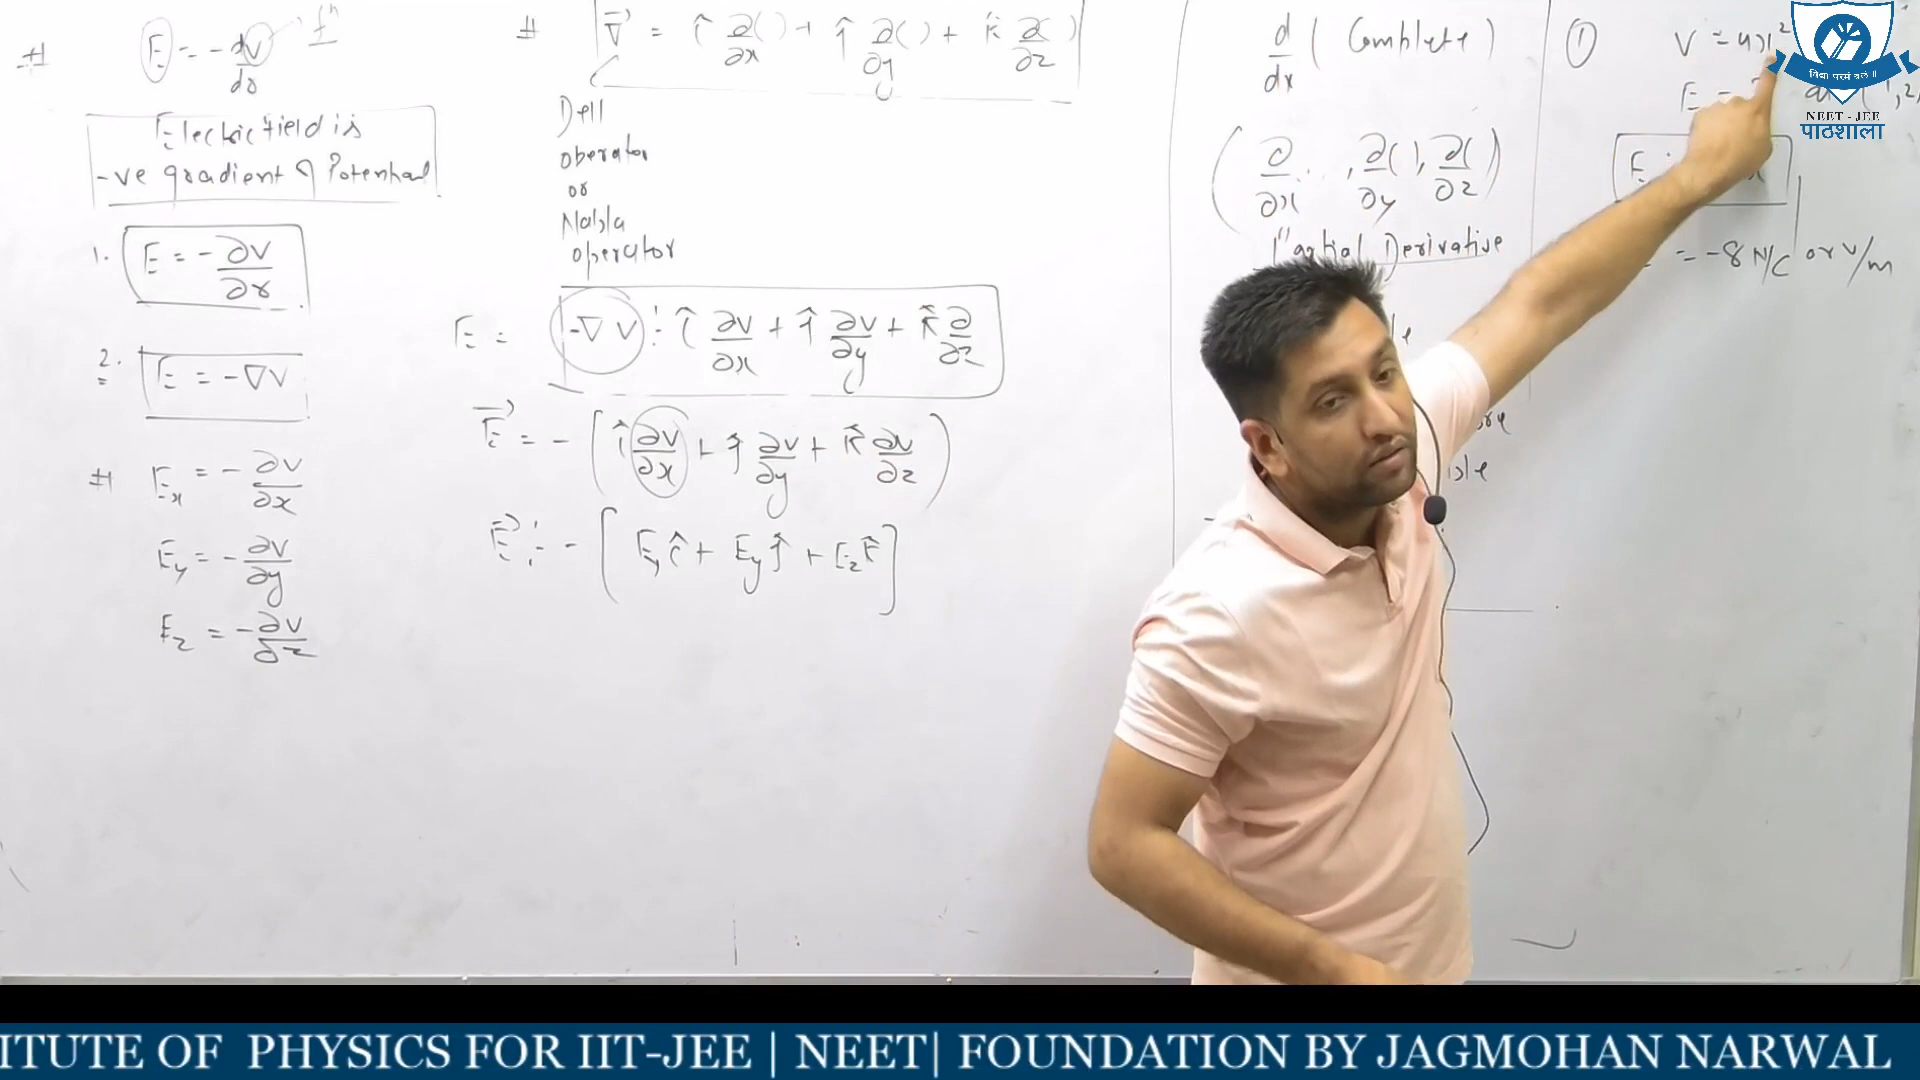 # E = - dV/dr → fn
Electric field is
-ve gradient of Potential
1. E = - ∂V/∂r
2. E = -∇V
# Ex = - ∂V/∂x
Ey = - ∂V/∂y
Ez = - ∂V/∂z
# ∇⃗ = î ∂()/∂x + ĵ ∂()/∂y + k̂ ∂()/∂z
Dell
operator
or
Nabla
operator
E = -∇V : î ∂V/∂x + ĵ ∂V/∂y + k̂ ∂/∂z
E⃗ = - ( î ∂V/∂x + ĵ ∂V/∂y + k̂ ∂V/∂z )
E⃗ : - [ Ex î + Ey ĵ + Ez k̂ ]
d/dx ( Complete )
( ∂/∂x ... , ∂()/∂y , ∂()/∂z )
Partial Derivative
① V = 4x²
E =
= -8 N/C or V/m
विद्या परमं बलं ॥
NEET - JEE
पाठशाला
ITUTE OF PHYSICS FOR IIT-JEE | NEET| FOUNDATION BY JAGMOHAN NARWAL